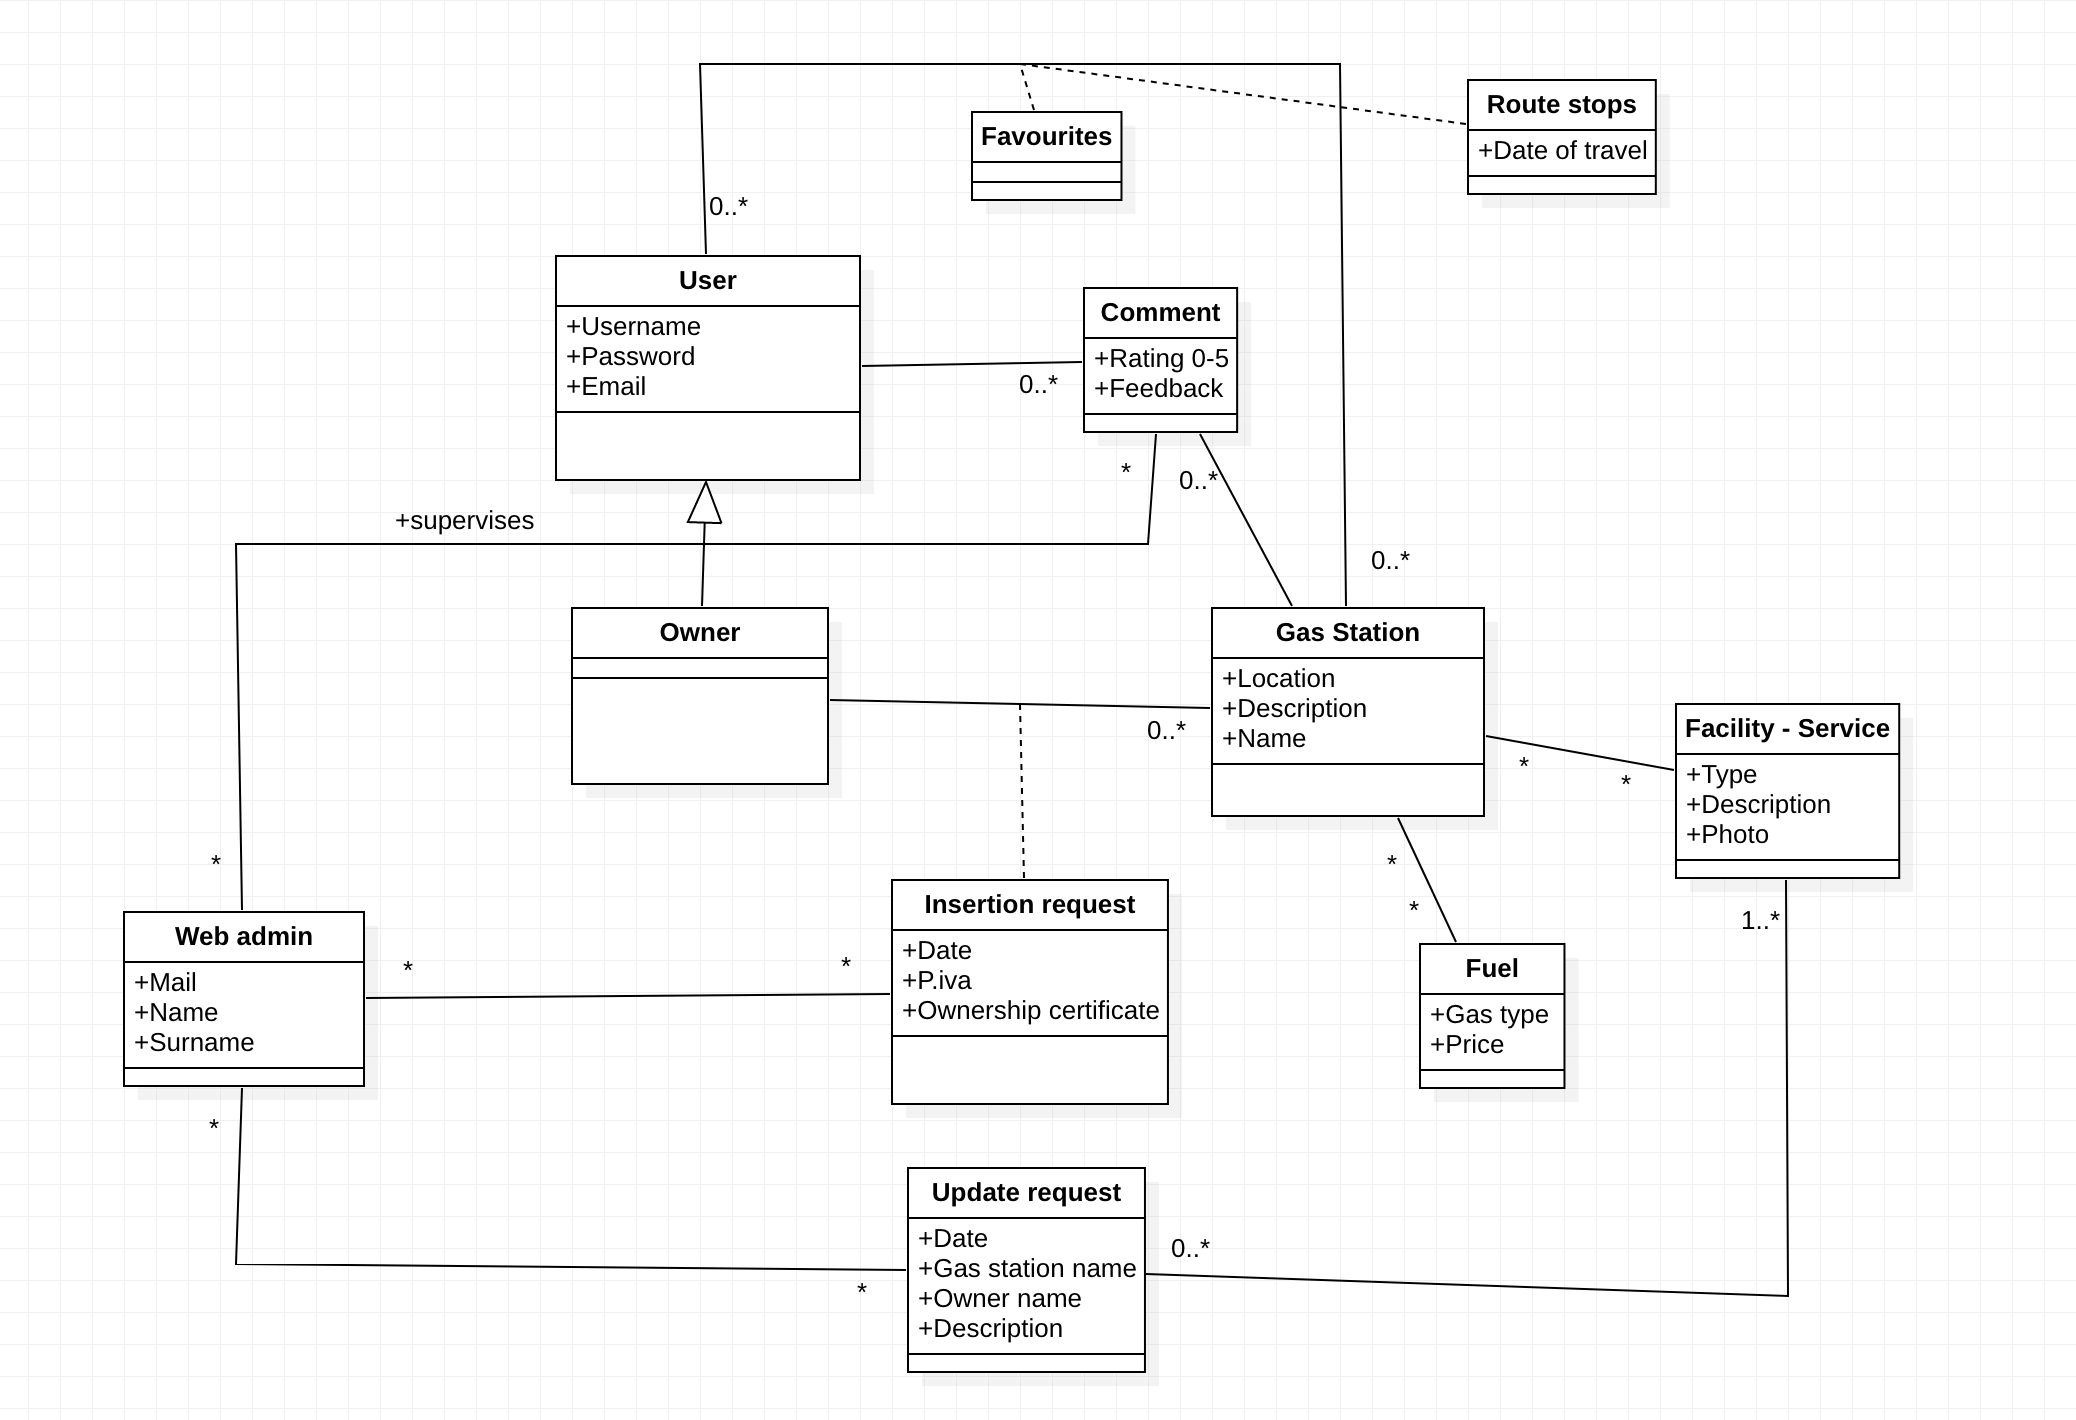 Route stops
+Date of travel
Favourites
0..*
User
+Username
+Password
+Email
Comment
+Rating 0-5
+Feedback
0..*
*
0..*
+supervises
0..*
Owner
Gas Station
+Location
+Description
+Name
0..*
Facility - Service
+Type
+Description
+Photo
*
*
*
*
*
Web admin
+Mail
+Name
+Surname
*
*
Insertion request
+Date
+P.iva
+Ownership certificate
Fuel
+Gas type
+Price
1..*
*
Update request
+Date
+Gas station name
+Owner name
+Description
0..*
*